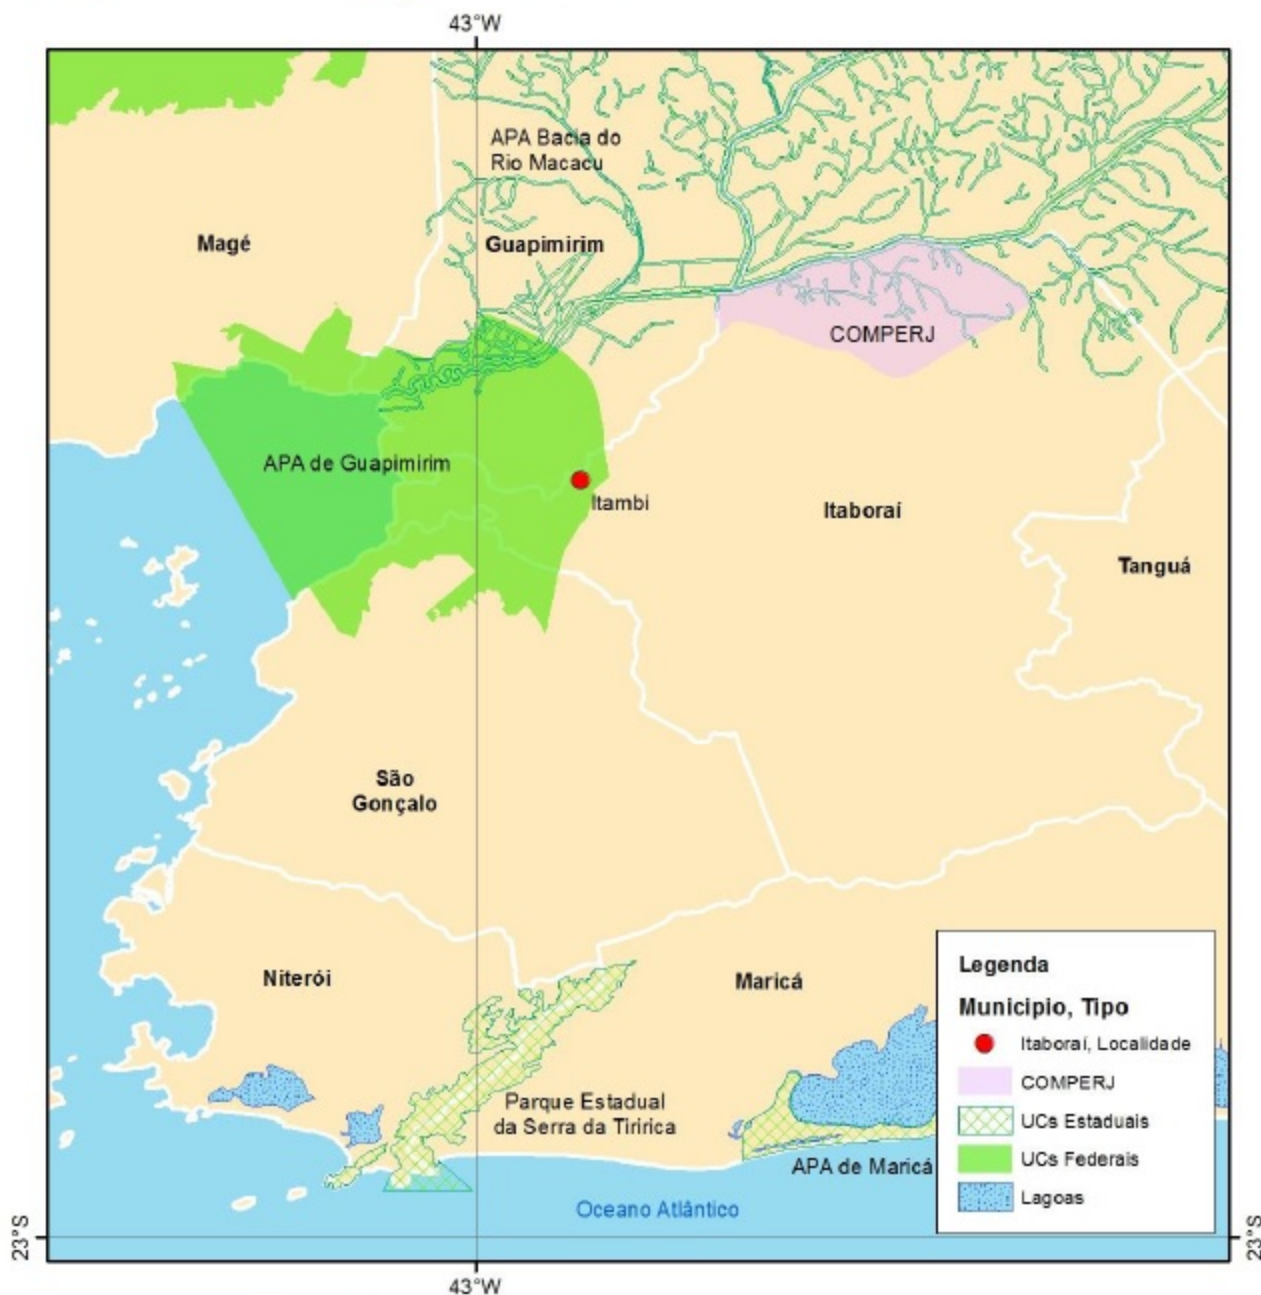 43°W
APA Bacia do
Rio Macacu
Magé
Guapimirim
COMPERJ
APA de Guapimirim
Itambi
Itaboraí
Tanguá
São
Gonçalo
Niterói
Maricá
Parque Estadual
da Serra da Tiririca
APA de Maricá
Oceano Atlântico
Legenda
Municipio, Tipo
Itaboraí, Localidade
COMPERJ
UCs Estaduais
UCs Federais
Lagoas
23°S
23°S
43°W